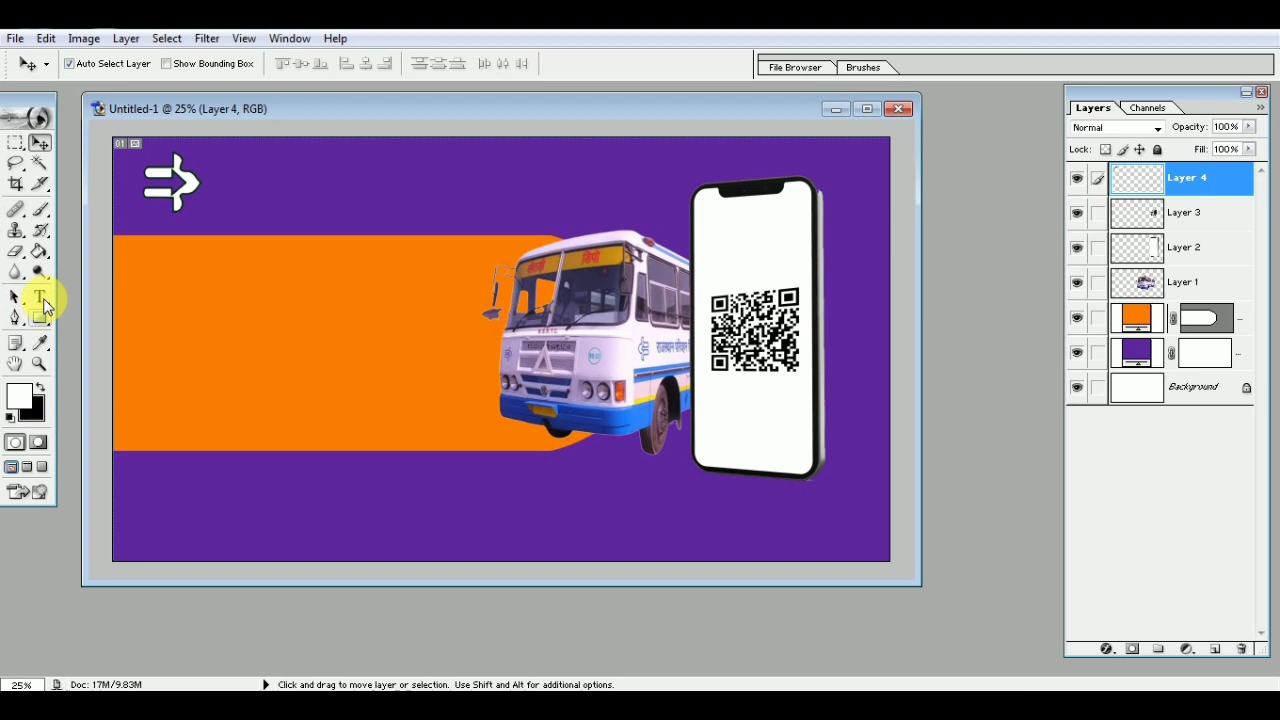 File Edit Image Layer Select Filter View Window Help
Auto Select Layer Show Bounding Box
File Browser Brushes
Untitled-1 @ 25% (Layer 4, RGB)
Layers Channels
Normal Opacity: 100%
Lock: Fill: 100%
01
Layer 4
Layer 3
Layer 2
Layer 1
Background
डिपो
T
25% Doc: 17M/9.83M Click and drag to move layer or selection. Use Shift and Alt for additional options.